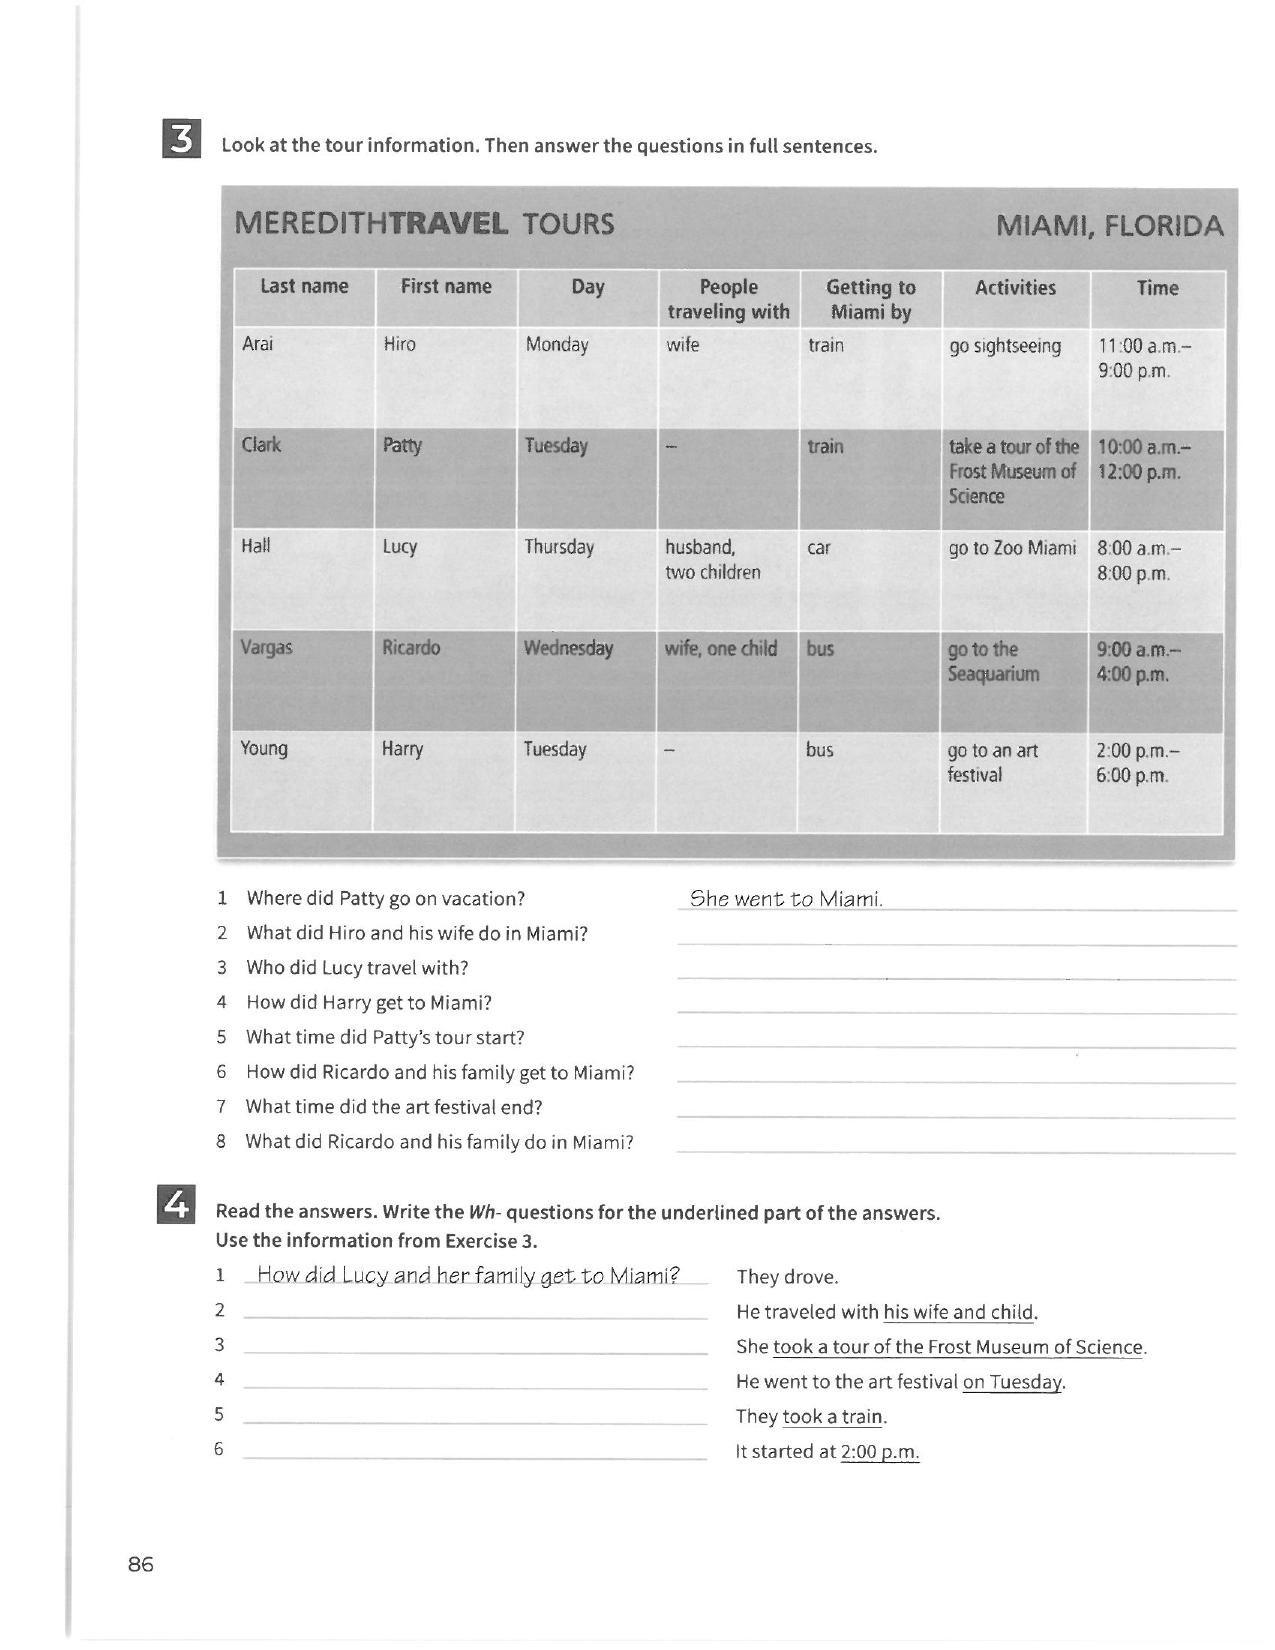 3 Look at the tour information. Then answer the questions in full sentences.
MEREDITHTRAVEL TOURS MIAMI, FLORIDA
Last name First name Day People traveling with Getting to Miami by Activities Time
Arai Hiro Monday wife train go sightseeing 11:00 a.m.– 9:00 p.m.
Clark Patty Tuesday – train take a tour of the Frost Museum of Science 10:00 a.m.– 12:00 p.m.
Hall Lucy Thursday husband, two children car go to Zoo Miami 8:00 a.m.– 8:00 p.m.
Vargas Ricardo Wednesday wife, one child bus go to the Seaquarium 9:00 a.m.– 4:00 p.m.
Young Harry Tuesday – bus go to an art festival 2:00 p.m.– 6:00 p.m.
1 Where did Patty go on vacation? She went to Miami.
2 What did Hiro and his wife do in Miami?
3 Who did Lucy travel with?
4 How did Harry get to Miami?
5 What time did Patty's tour start?
6 How did Ricardo and his family get to Miami?
7 What time did the art festival end?
8 What did Ricardo and his family do in Miami?
4 Read the answers. Write the Wh- questions for the underlined part of the answers.
Use the information from Exercise 3.
1 How did Lucy and her family get to Miami? They drove.
2 He traveled with his wife and child.
3 She took a tour of the Frost Museum of Science.
4 He went to the art festival on Tuesday.
5 They took a train.
6 It started at 2:00 p.m.
86